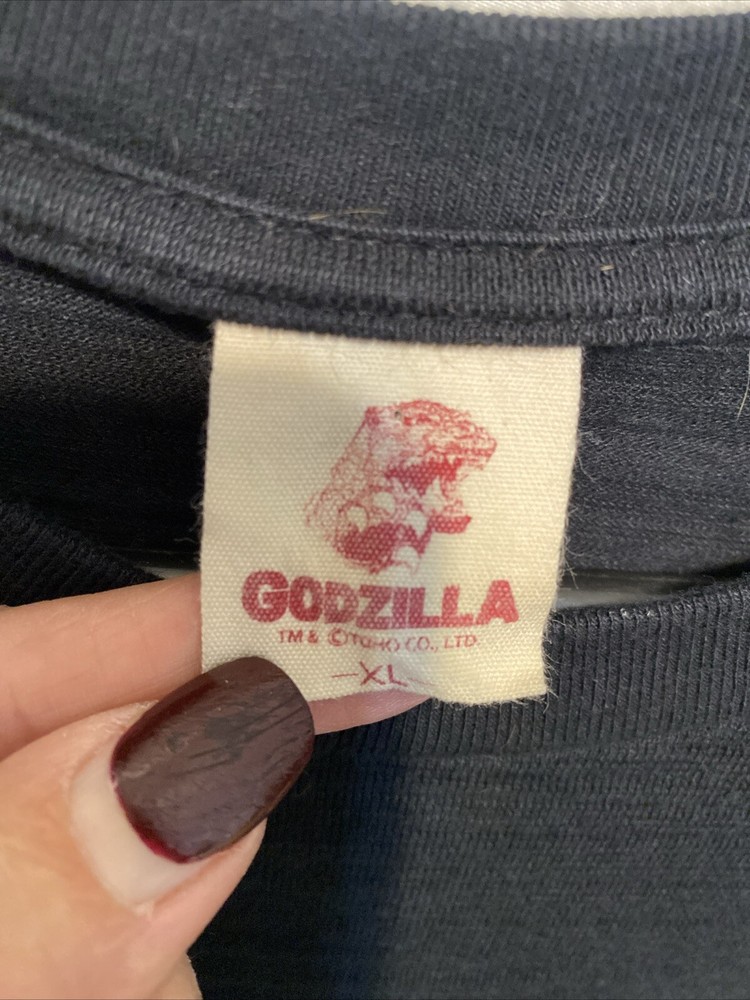 GODZILLA
TM & ©TOHO CO., LTD.
—XL—